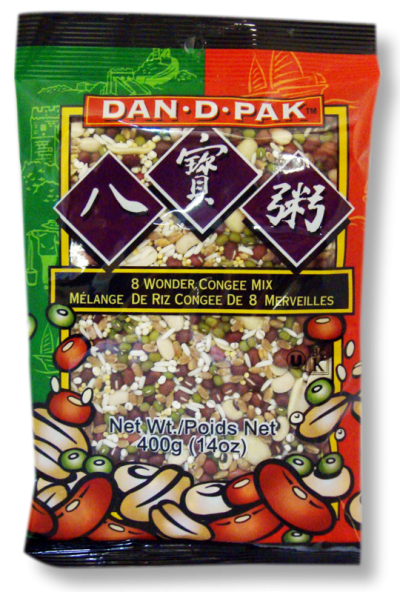 DAN·D·PAK™
八寶粥
8 WONDER CONGEE MIX
MÉLANGE DE RIZ CONGEE DE 8 MERVEILLES
U K
Net Wt./Poids Net
400g (14oz)